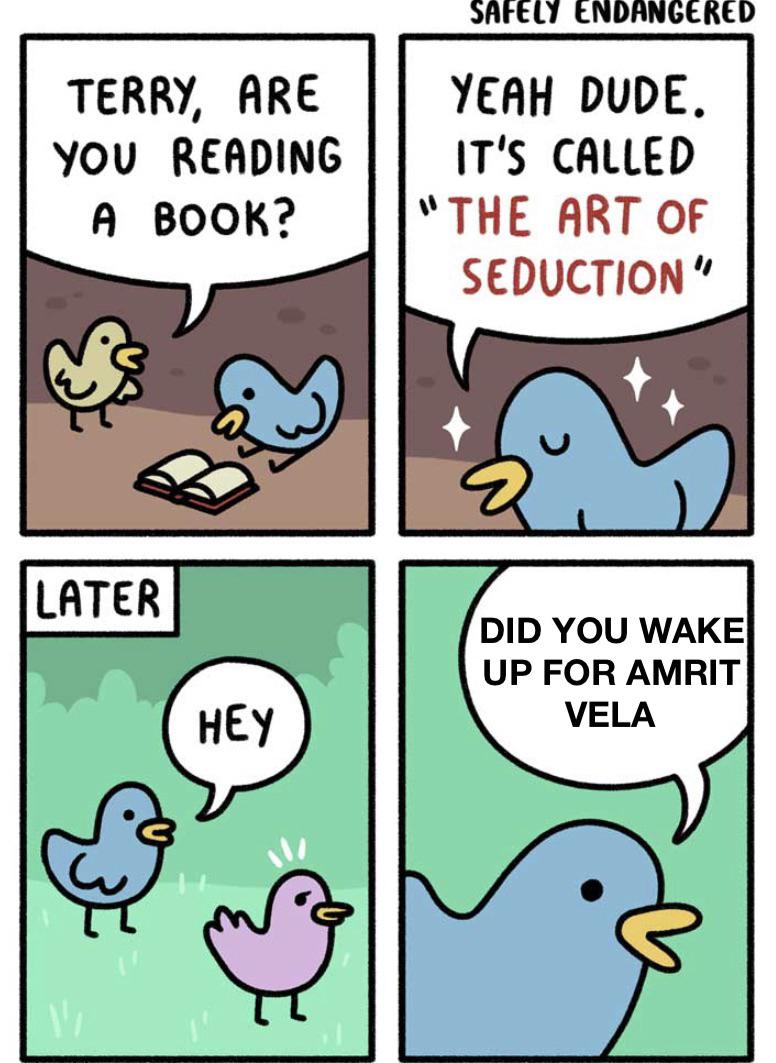 SAFELY ENDANGERED
TERRY, ARE
YOU READING
A BOOK?
YEAH DUDE.
IT'S CALLED
"THE ART OF
SEDUCTION"
LATER
HEY
DID YOU WAKE
UP FOR AMRIT
VELA